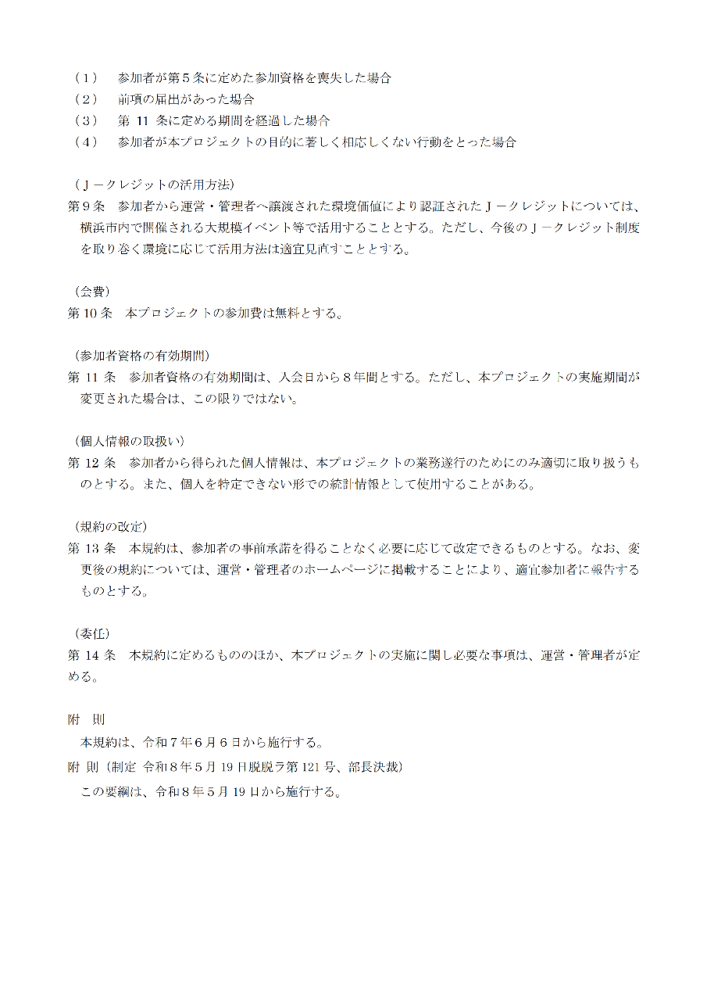 （１）　参加者が第５条に定めた参加資格を喪失した場合
（２）　前項の届出があった場合
（３）　第 11 条に定める期間を経過した場合
（４）　参加者が本プロジェクトの目的に著しく相応しくない行動をとった場合
（Ｊ－クレジットの活用方法）
第９条　参加者から運営・管理者へ譲渡された環境価値により認証されたＪ－クレジットについては、
横浜市内で開催される大規模イベント等で活用することとする。ただし、今後のＪ－クレジット制度
を取り巻く環境に応じて活用方法は適宜見直すこととする。
（会費）
第 10 条　本プロジェクトの参加費は無料とする。
（参加者資格の有効期間）
第 11 条　参加者資格の有効期間は、入会日から８年間とする。ただし、本プロジェクトの実施期間が
変更された場合は、この限りではない。
（個人情報の取扱い）
第 12 条　参加者から得られた個人情報は、本プロジェクトの業務遂行のためにのみ適切に取り扱うも
のとする。また、個人を特定できない形での統計情報として使用することがある。
（規約の改定）
第 13 条　本規約は、参加者の事前承諾を得ることなく必要に応じて改定できるものとする。なお、変
更後の規約については、運営・管理者のホームページに掲載することにより、適宜参加者に報告する
ものとする。
（委任）
第 14 条　本規約に定めるもののほか、本プロジェクトの実施に関し必要な事項は、運営・管理者が定
める。
附　則
本規約は、令和７年６月６日から施行する。
附 則（制定 令和８年５月 19 日脱脱ラ第 121 号、部長決裁）
この要綱は、令和８年５月 19 日から施行する。